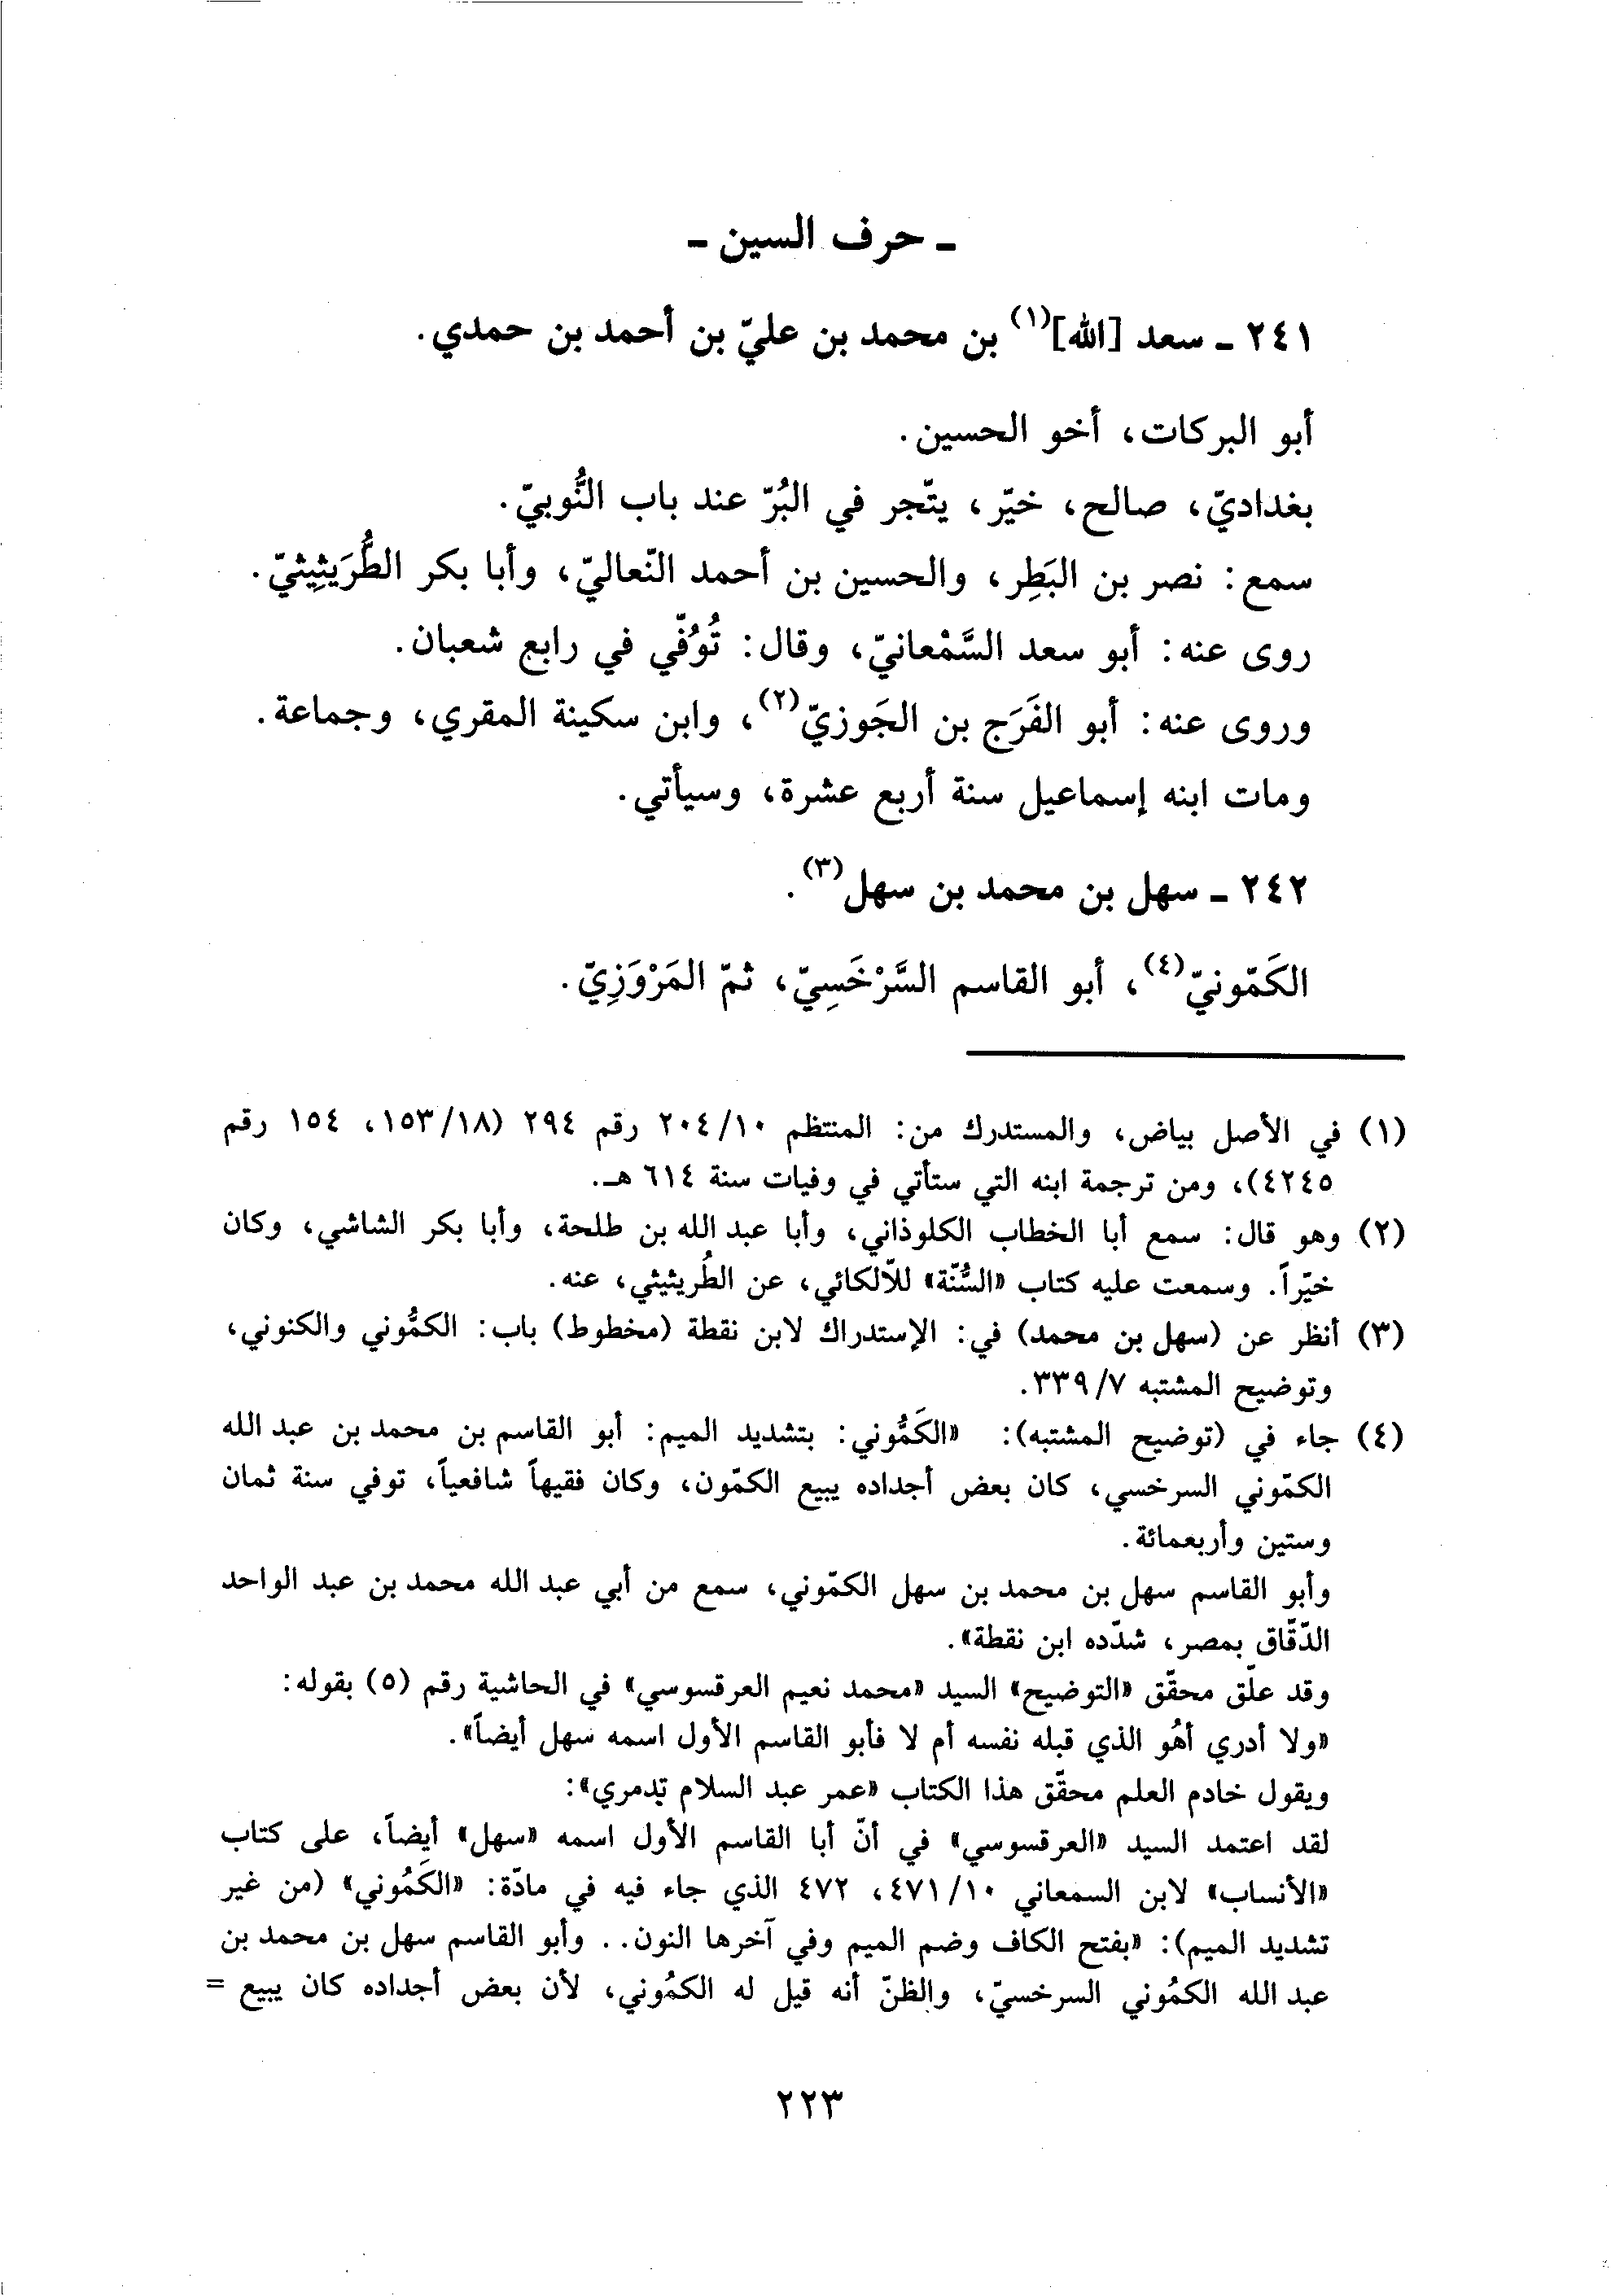 ـ حرف السين ـ
٢٤١ ـ سعد [الله]⁽¹⁾ بن محمد بن عليّ بن أحمد بن حمدي.
أبو البركات، أخو الحسين.
بغداديّ، صالح، خيّر، يتّجر في البُرّ عند باب النُّوبيّ.
سمع: نصر بن البَطِر، والحسين بن أحمد النّعاليّ، وأبا بكر الطُّرَيثِيثيّ.
روى عنه: أبو سعد السَّمْعانيّ، وقال: تُوُفّي في رابع شعبان.
وروى عنه: أبو الفَرَج بن الجَوزيّ(٢)، وابن سكينة المقري، وجماعة.
ومات ابنه إسماعيل سنة أربع عشرة، وسيأتي.
٢٤٢ ـ سهل بن محمد بن سهل(٣).
الكَمّونيّ(٤)، أبو القاسم السَّرْخَسِيّ، ثمّ المَرْوَزِيّ.
(١) في الأصل بياض، والمستدرك من: المنتظم ٢٠٤/١٠ رقم ٢٩٤ (١٥٣/١٨، ١٥٤ رقم
٤٢٤٥)، ومن ترجمة ابنه التي ستأتي في وفيات سنة ٦١٤ هـ.
(٢) وهو قال: سمع أبا الخطاب الكلوذاني، وأبا عبد الله بن طلحة، وأبا بكر الشاشي، وكان
خيّراً. وسمعت عليه كتاب «السُّنّة» للاّلكائي، عن الطُريثيثي، عنه.
(٣) أنظر عن (سهل بن محمد) في: الإستدراك لابن نقطة (مخطوط) باب: الكمُّوني والكنوني،
وتوضيح المشتبه ٣٣٩/٧.
(٤) جاء في (توضيح المشتبه): «الكَمُّوني: بتشديد الميم: أبو القاسم بن محمد بن عبد الله
الكمّوني السرخسي، كان بعض أجداده يبيع الكمّون، وكان فقيهاً شافعياً، توفي سنة ثمان
وستين وأربعمائة.
وأبو القاسم سهل بن محمد بن سهل الكمّوني، سمع من أبي عبد الله محمد بن عبد الواحد
الدّقّاق بمصر، شدّده ابن نقطة».
وقد علّق محقّق «التوضيح» السيد «محمد نعيم العرقسوسي» في الحاشية رقم (٥) بقوله:
«ولا أدري أهُو الذي قبله نفسه أم لا فأبو القاسم الأول اسمه سهل أيضاً».
ويقول خادم العلم محقّق هذا الكتاب «عمر عبد السلام تدمري»:
لقد اعتمد السيد «العرقسوسي» في أنّ أبا القاسم الأول اسمه «سهل» أيضاً، على كتاب
«الأنساب» لابن السمعاني ٤٧١/١٠، ٤٧٢ الذي جاء فيه في مادّة: «الكَمُوني» (من غير
تشديد الميم): «بفتح الكاف وضم الميم وفي آخرها النون.. وأبو القاسم سهل بن محمد بن
عبد الله الكمُوني السرخسيّ، والظنّ أنه قيل له الكمُوني، لأن بعض أجداده كان يبيع =
٢٢٣